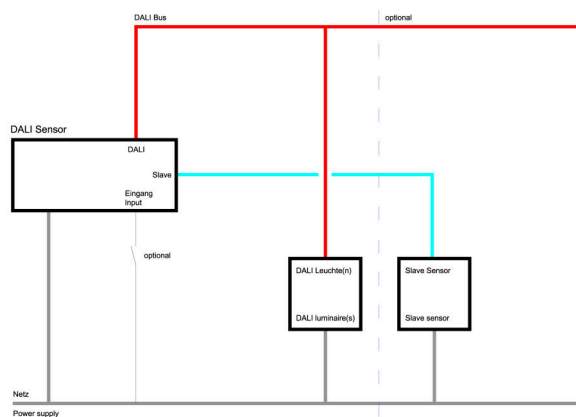 DALI Bus
optional
DALI Sensor
DALI
Slave
Eingang
Input
optional
DALI Leuchte(n)
DALI luminaire(s)
Slave Sensor
Slave sensor
Netz
Power supply